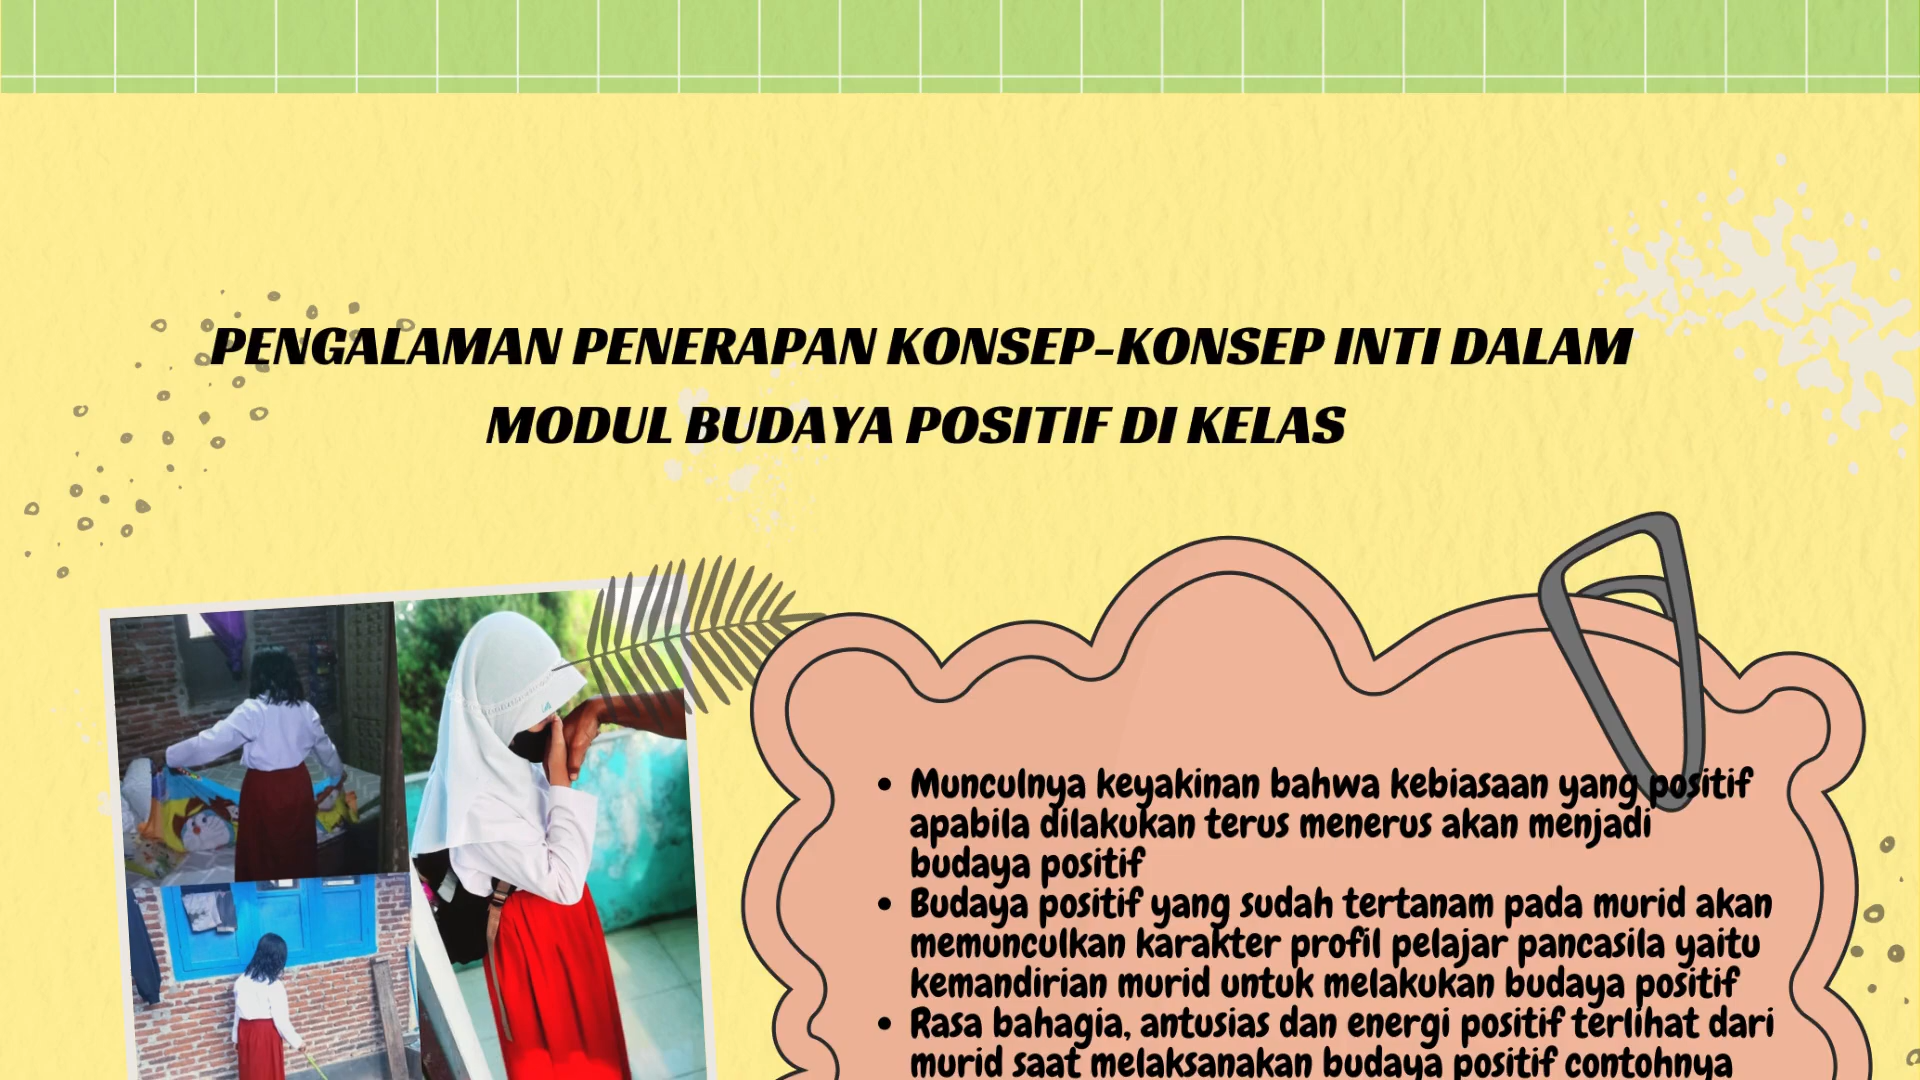 PENGALAMAN PENERAPAN KONSEP-KONSEP INTI DALAM
MODUL BUDAYA POSITIF DI KELAS
• Munculnya keyakinan bahwa kebiasaan yang positif
apabila dilakukan terus menerus akan menjadi
budaya positif
• Budaya positif yang sudah tertanam pada murid akan
memunculkan karakter profil pelajar pancasila yaitu
kemandirian murid untuk melakukan budaya positif
• Rasa bahagia, antusias dan energi positif terlihat dari
murid saat melaksanakan budaya positif contohnya